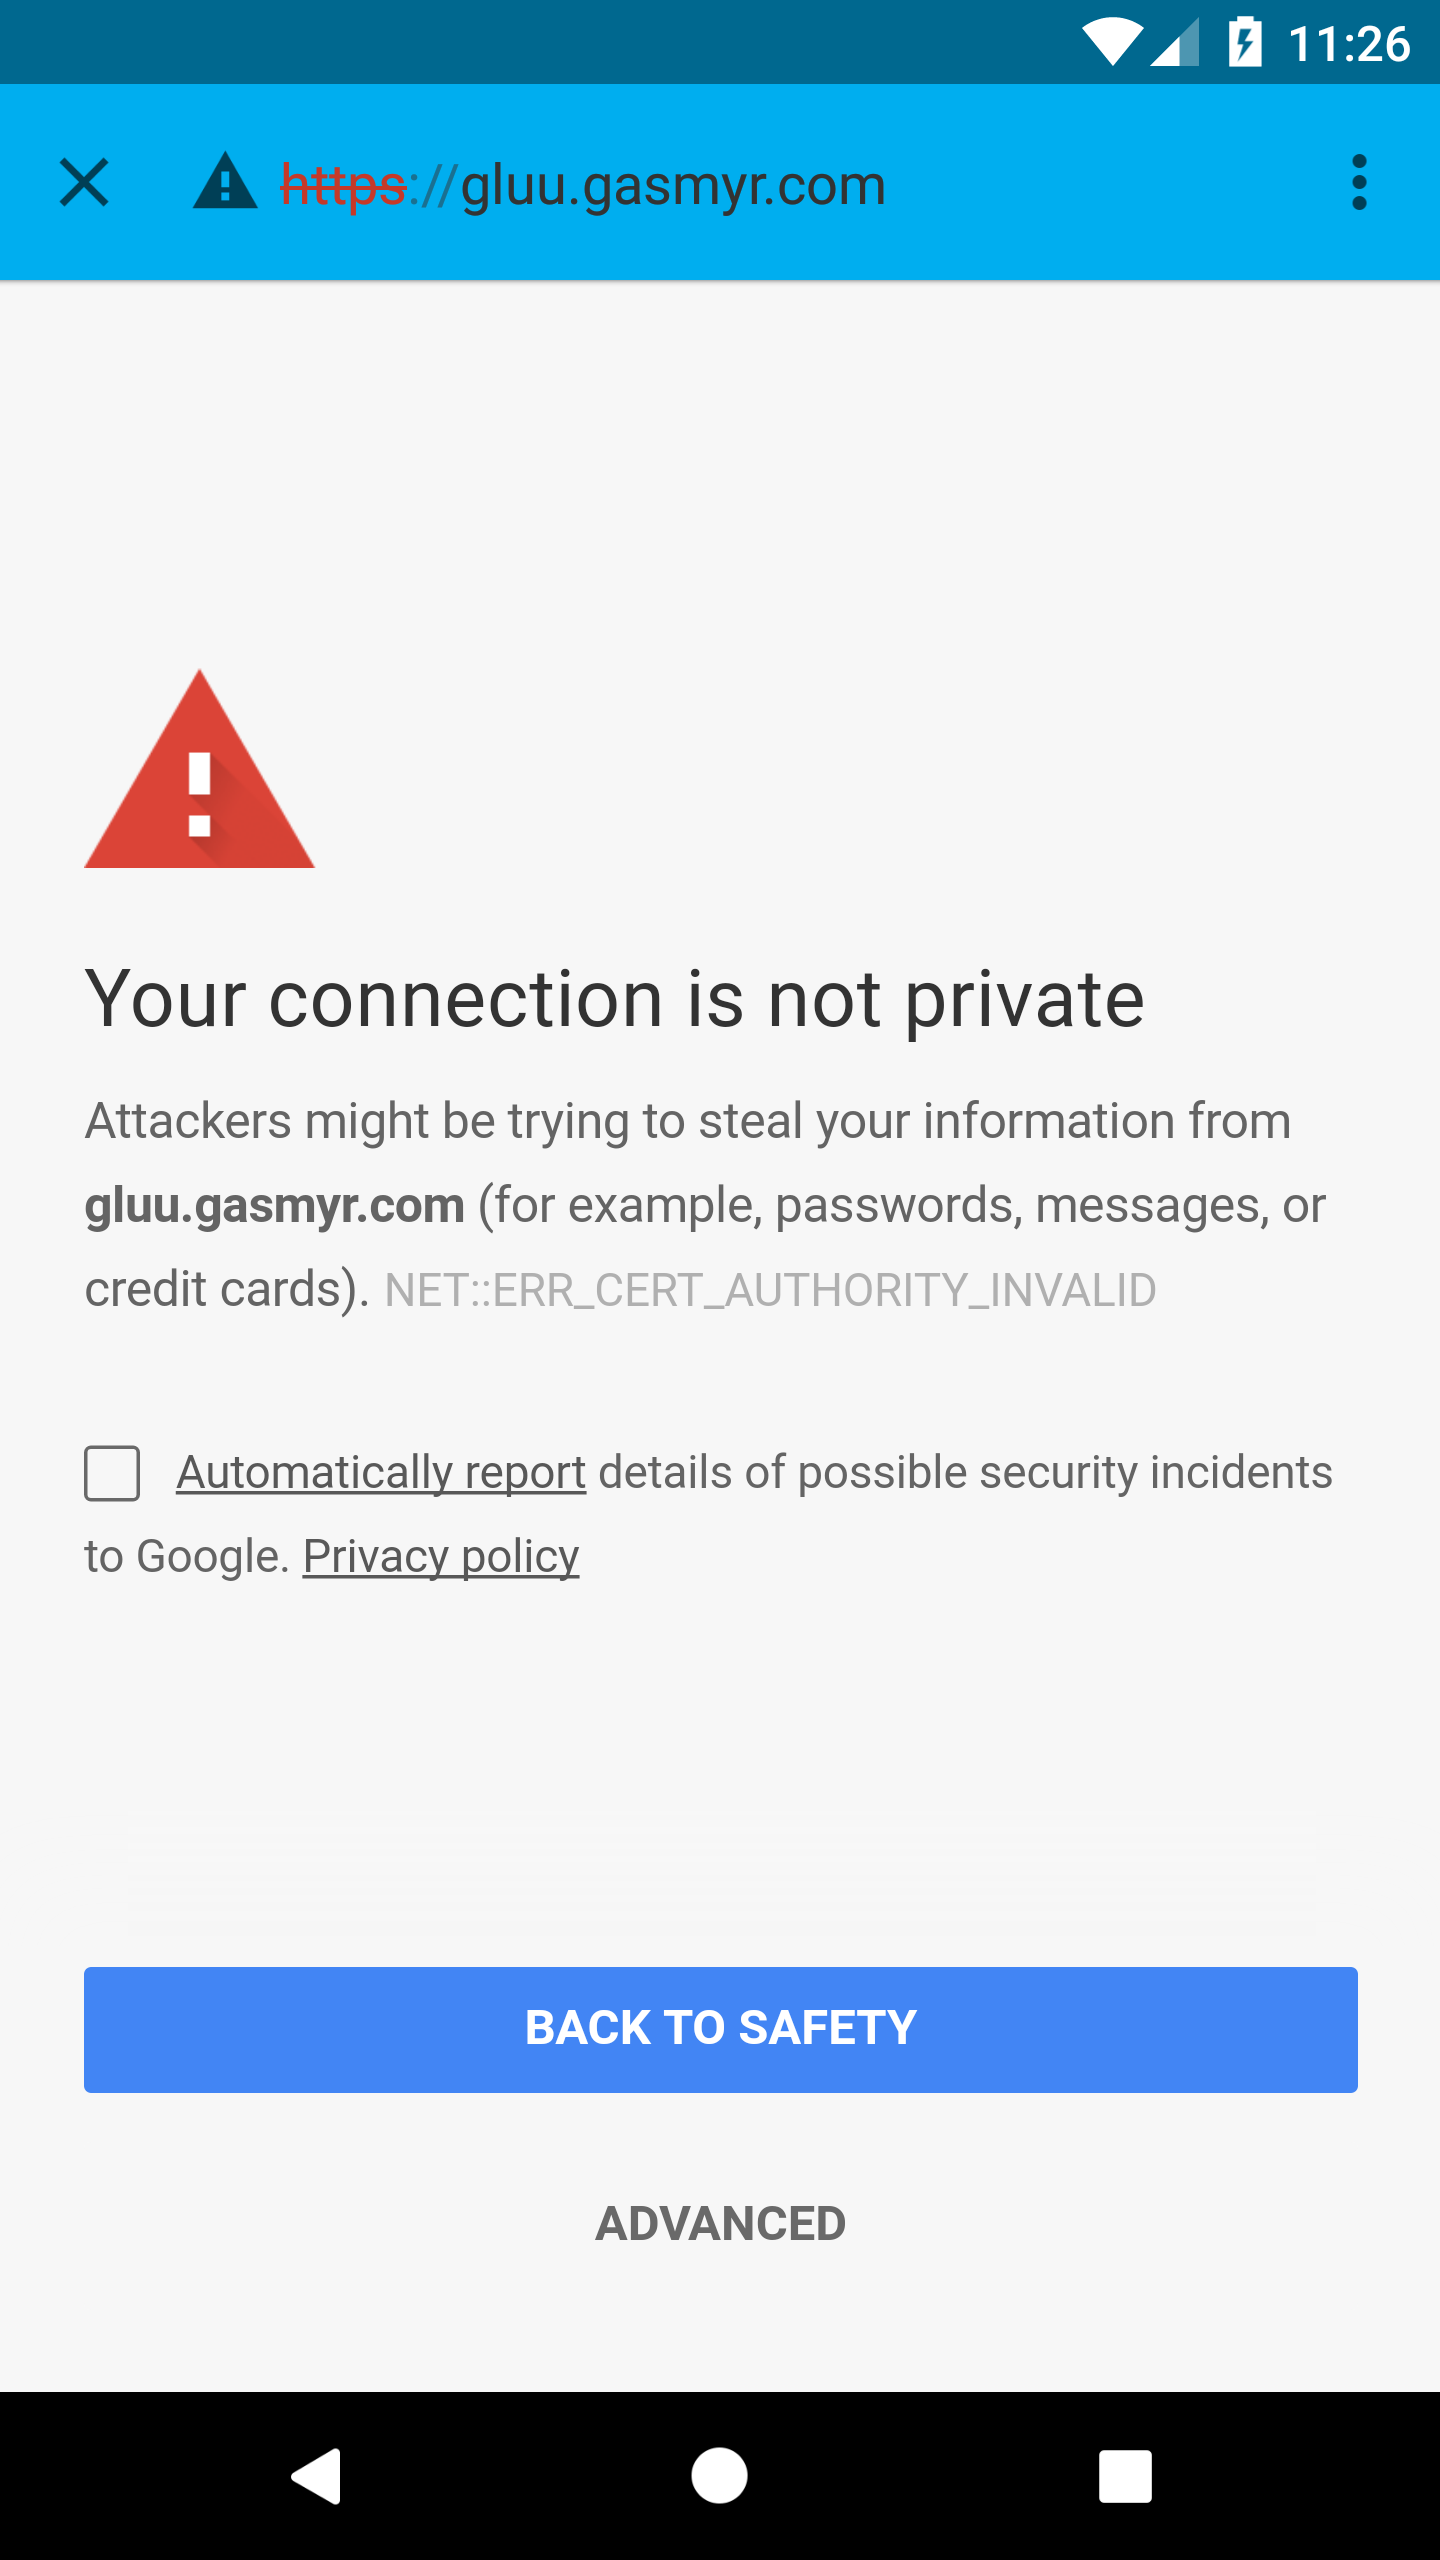 11:26
https://gluu.gasmyr.com
Your connection is not private
Attackers might be trying to steal your information from
gluu.gasmyr.com (for example, passwords, messages, or
credit cards). NET::ERR_CERT_AUTHORITY_INVALID
Automatically report details of possible security incidents
to Google. Privacy policy
BACK TO SAFETY
ADVANCED